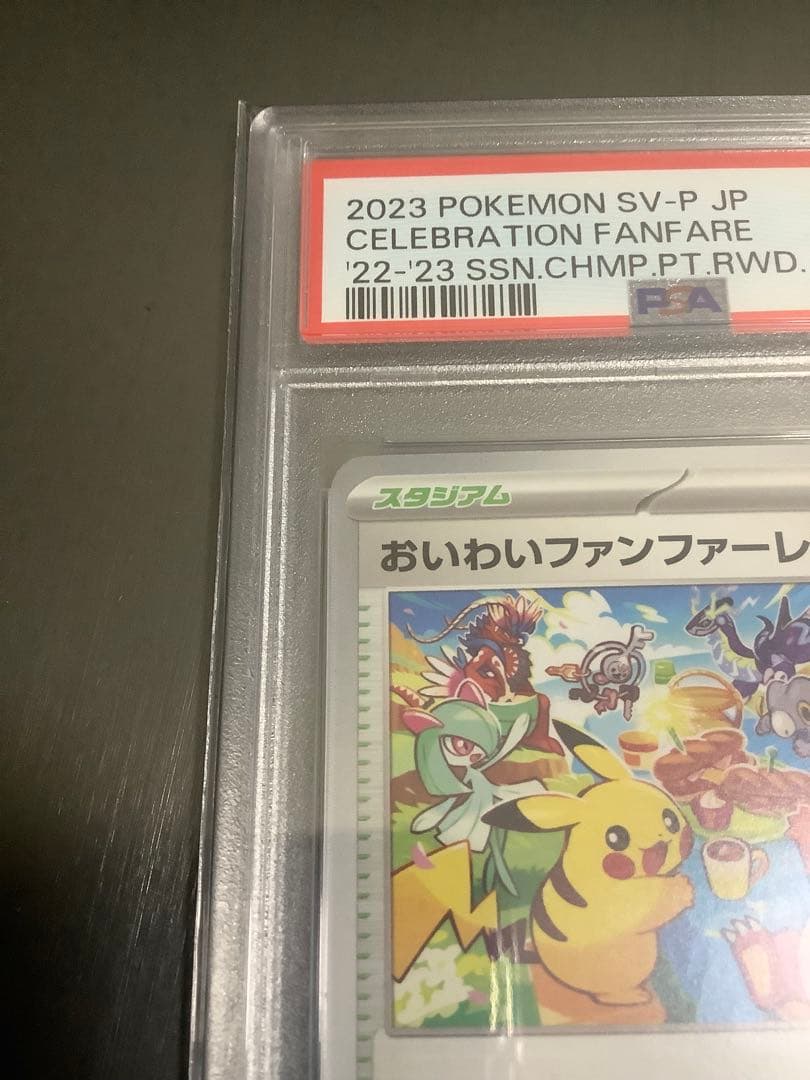 2023 POKEMON SV-P JP
CELEBRATION FANFARE
'22-'23 SSN.CHMP.PT.RWD.
PSA
スタジアム
おいわいファンファーレ